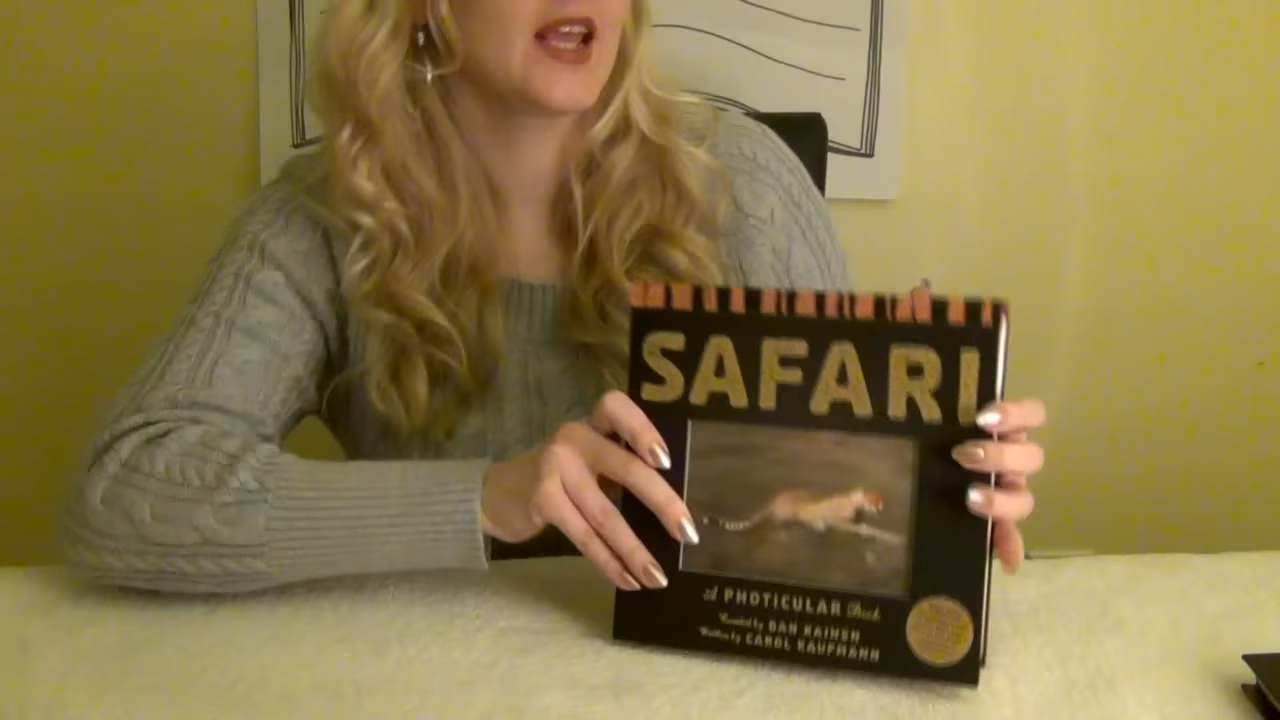 SAFARI
A PHOTICULAR Book
Created by DAN KAINEN
Written by CAROL KAUFMANN